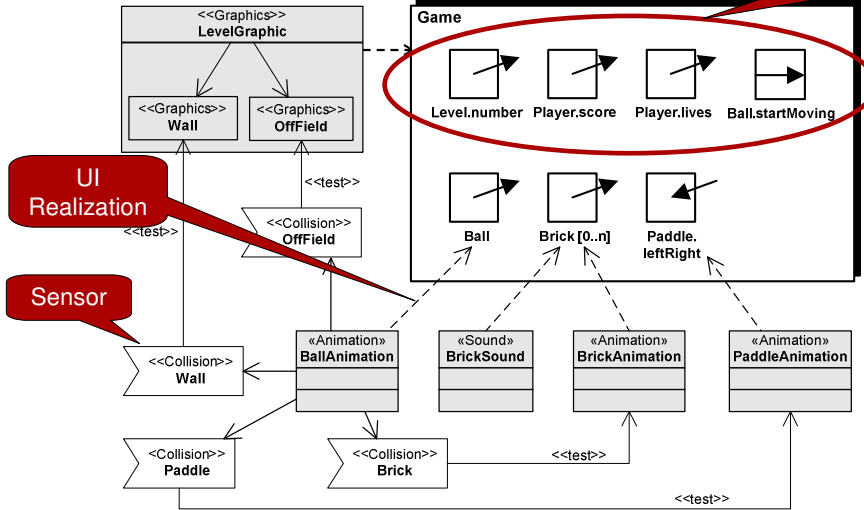 <<Graphics>>
LevelGraphic
<<Graphics>>
Wall
<<Graphics>>
OffField
Game
Level.number
Player.score
Player.lives
Ball.startMoving
UI
Realization
<<test>>
<<test>>
<<Collision>>
OffField
Ball
Brick [0..n]
Paddle.
leftRight
Sensor
<<Collision>>
Wall
«Animation»
BallAnimation
«Sound»
BrickSound
«Animation»
BrickAnimation
«Animation»
PaddleAnimation
<<Collision>>
Paddle
<<Collision>>
Brick
<<test>>
<<test>>